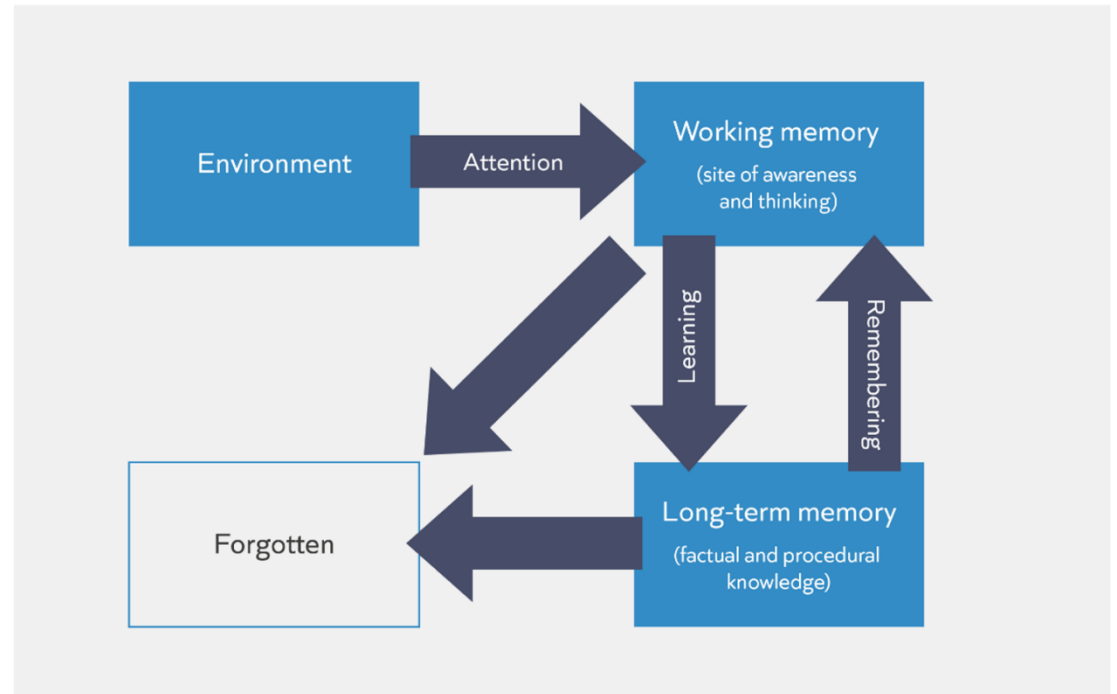 Environment
Attention
Working memory
(site of awareness
and thinking)
Learning
Remembering
Forgotten
Long-term memory
(factual and procedural
knowledge)